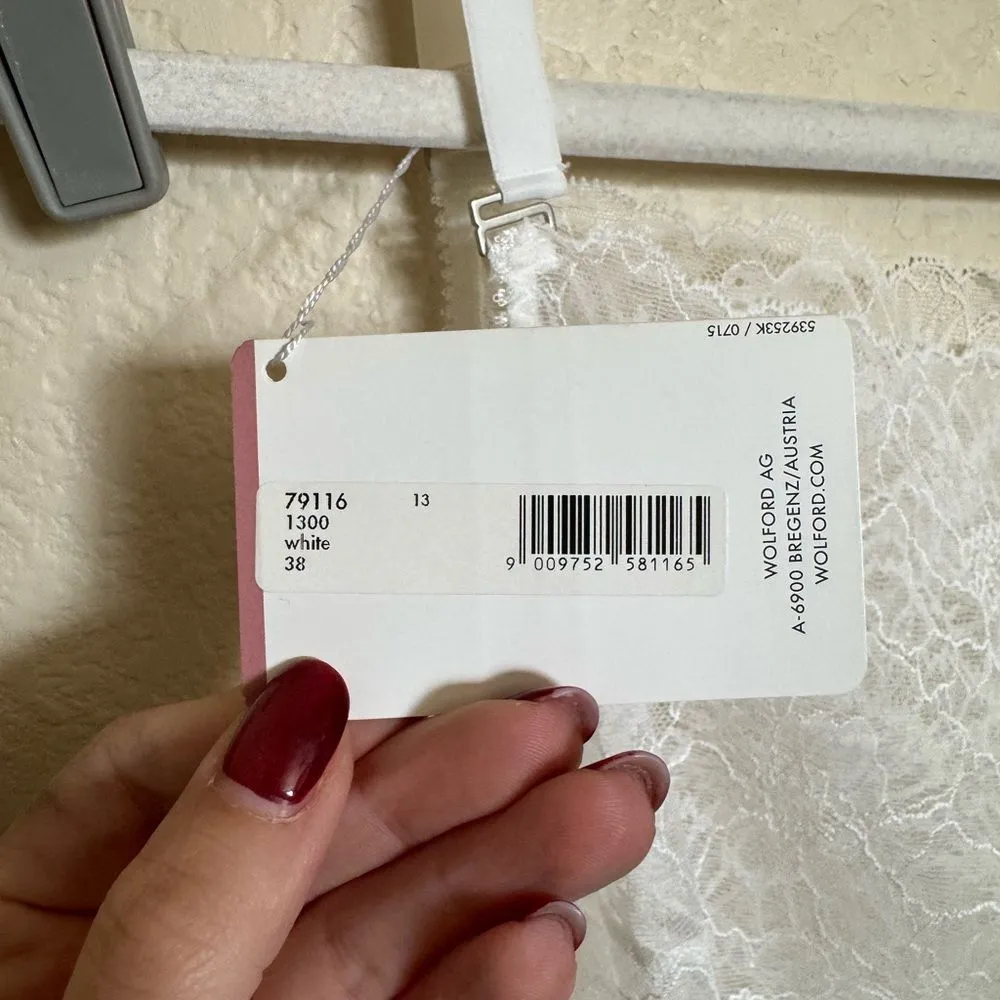 539253K / 0715
79116 13
1300
white
38
9 009752 581165
WOLFORD AG
A-6900 BREGENZ/AUSTRIA
WOLFORD.COM